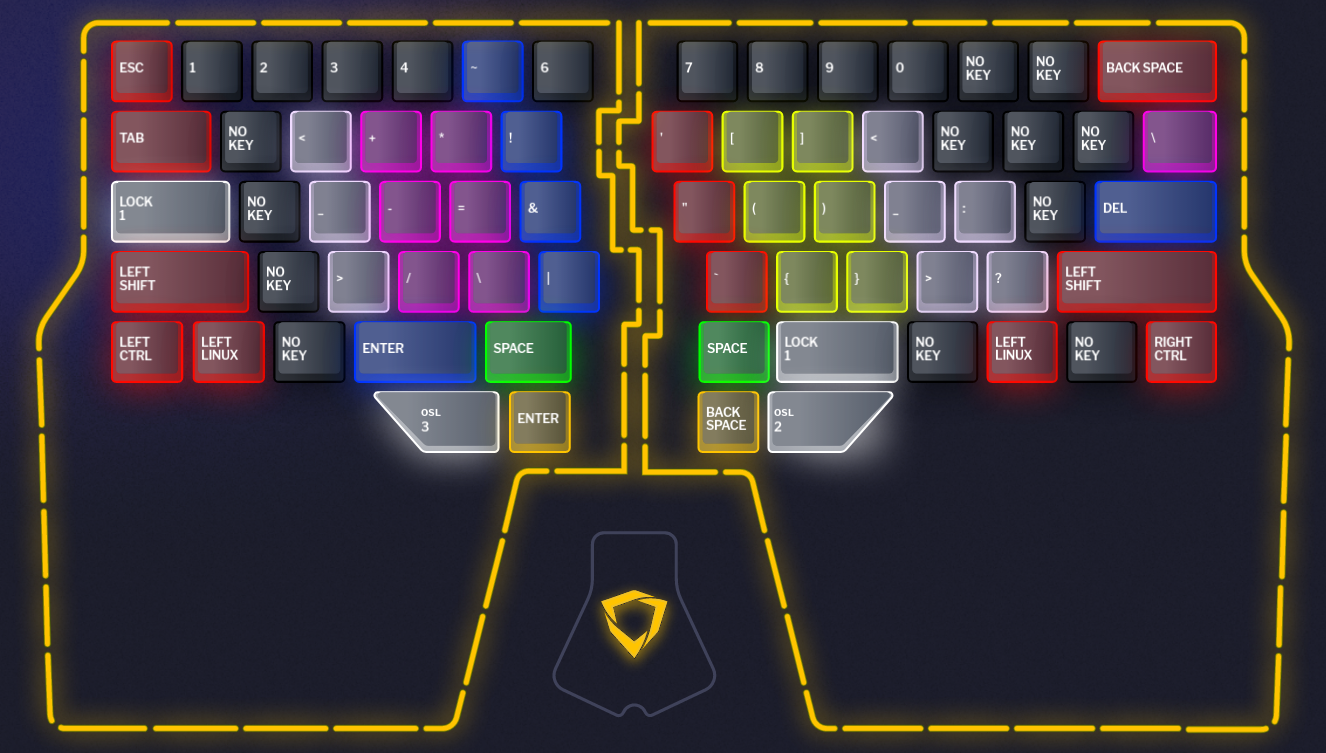 ESC 1 2 3 4 ~ 6 7 8 9 0 NO KEY NO KEY BACK SPACE
TAB NO KEY < + * ! ' [ ] < NO KEY NO KEY NO KEY \
LOCK 1 NO KEY _ - = & " ( ) _ : NO KEY DEL
LEFT SHIFT NO KEY > / \ | ` { } > ? LEFT SHIFT
LEFT CTRL LEFT LINUX NO KEY ENTER SPACE SPACE LOCK 1 NO KEY LEFT LINUX NO KEY RIGHT CTRL
OSL 3 ENTER BACK SPACE OSL 2